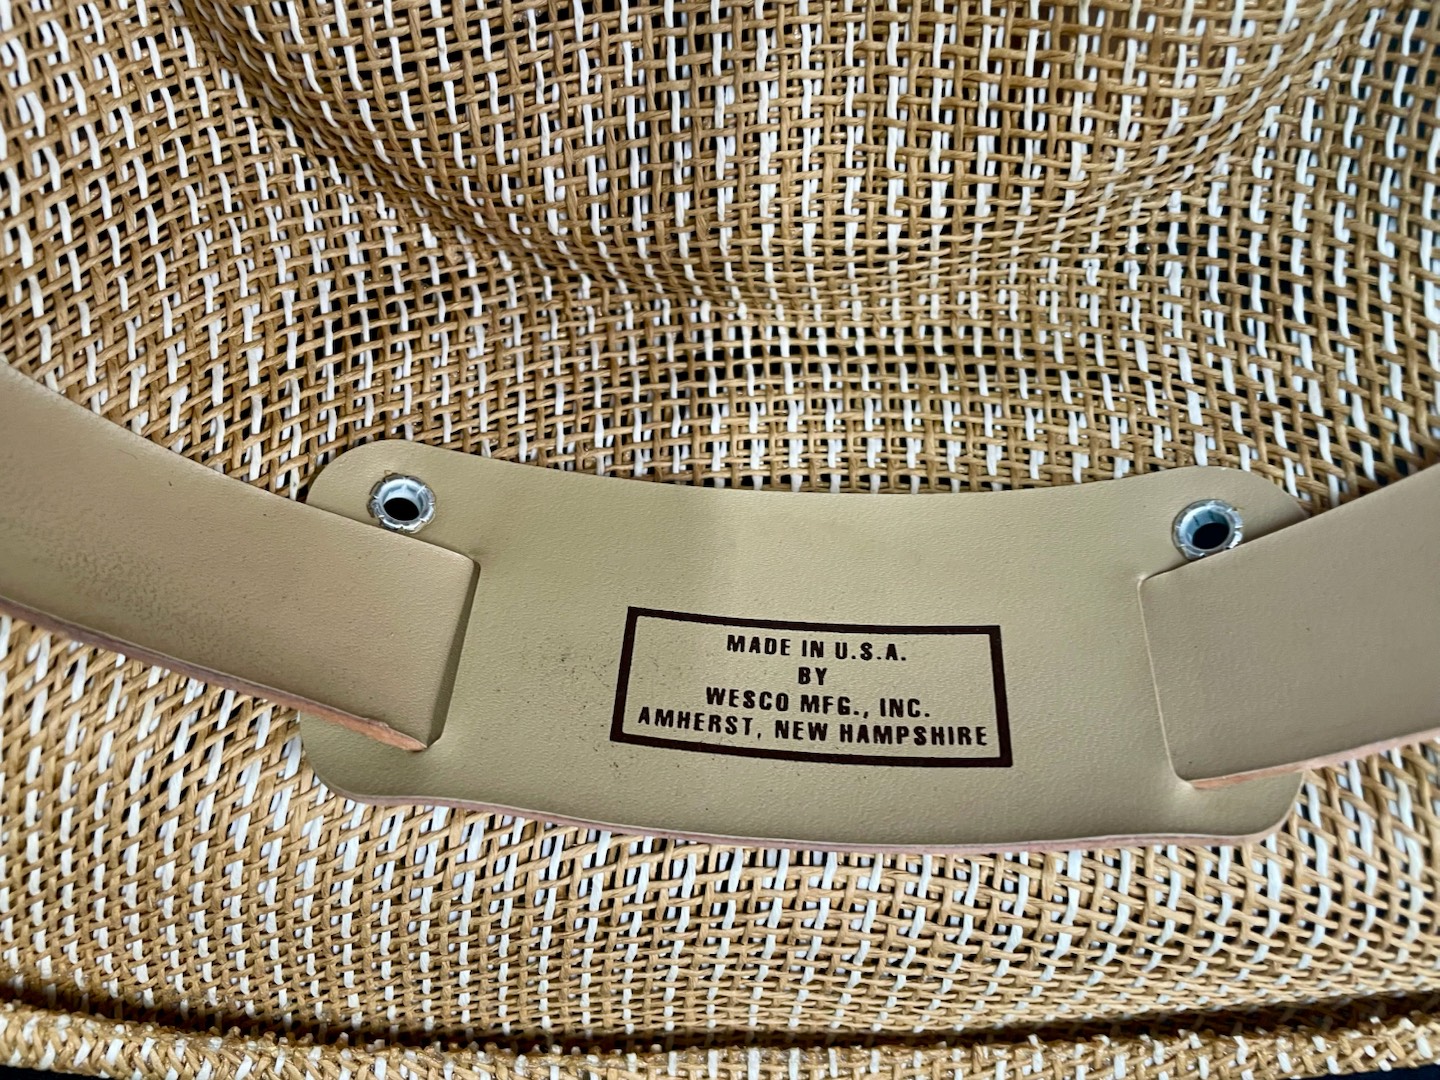 MADE IN U.S.A.
BY
WESCO MFG., INC.
AMHERST, NEW HAMPSHIRE